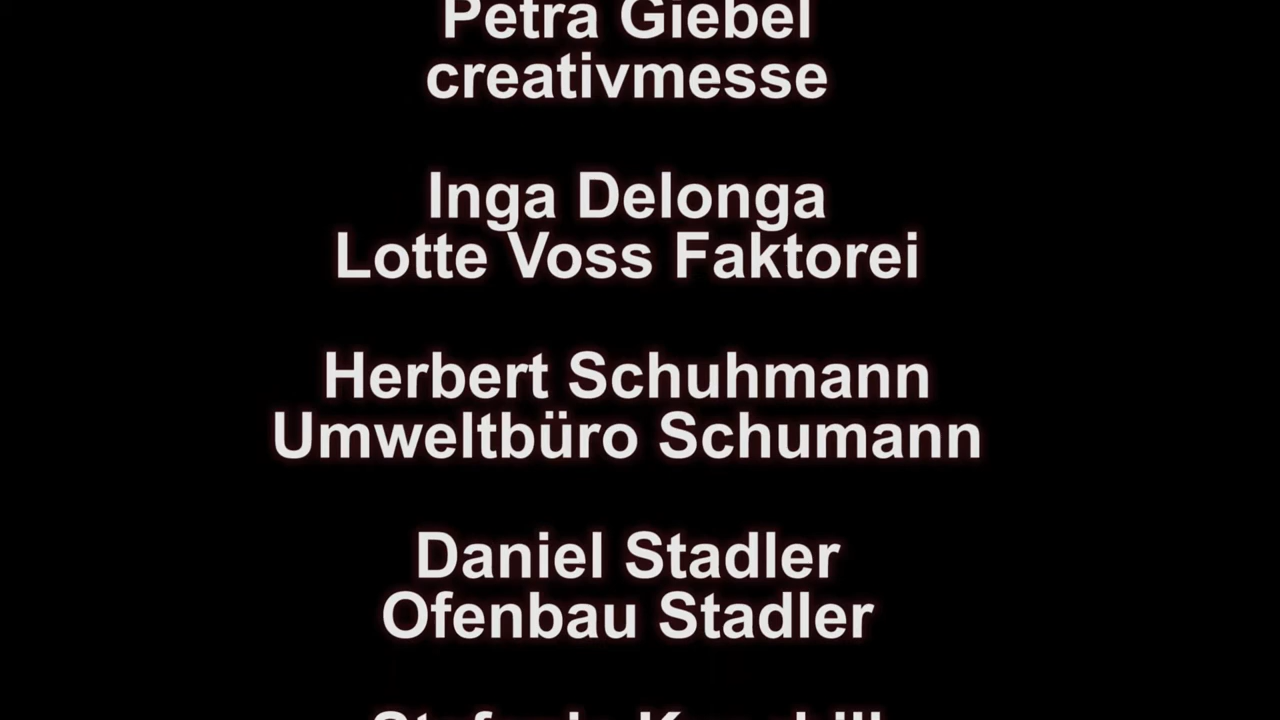 Petra Giebel
creativmesse
Inga Delonga
Lotte Voss Faktorei
Herbert Schuhmann
Umweltbüro Schumann
Daniel Stadler
Ofenbau Stadler